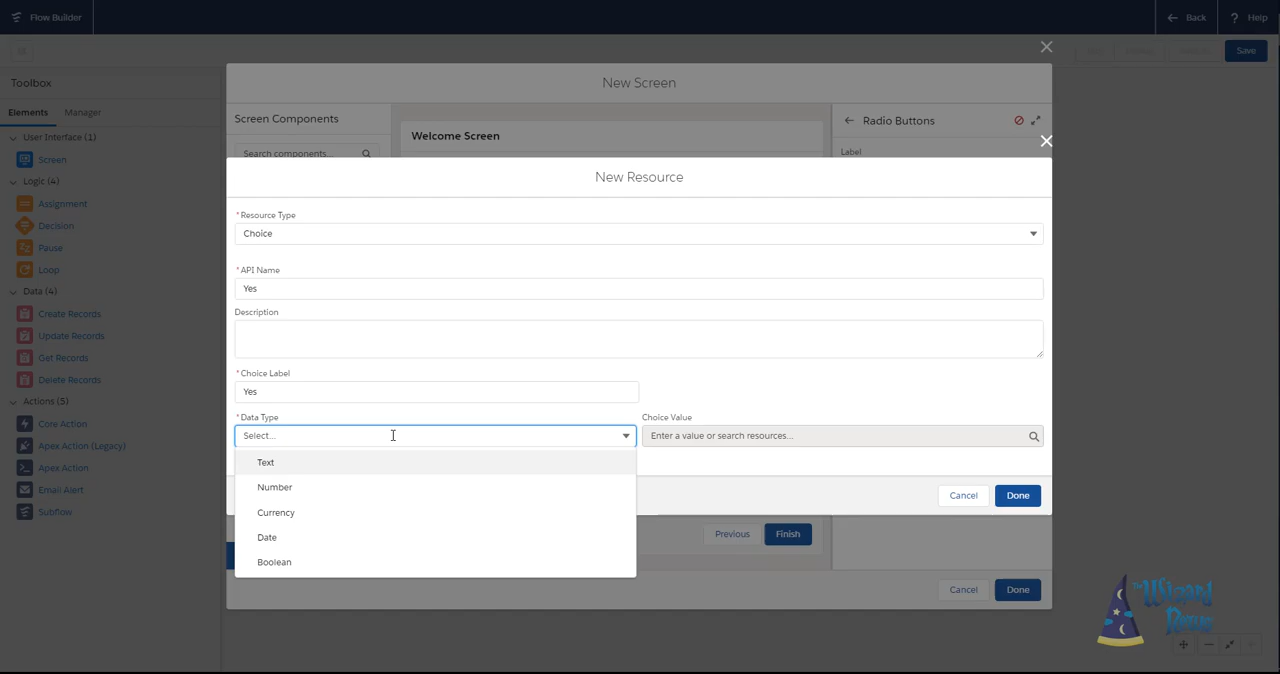 Flow Builder
Back
? Help
Save
Toolbox
New Screen
Elements
Manager
Screen Components
Welcome Screen
Radio Buttons
Search components...
Label
User Interface (1)
Screen
Logic (4)
Assignment
Decision
Pause
Loop
Data (4)
Create Records
Update Records
Get Records
Delete Records
Actions (5)
Core Action
Apex Action (Legacy)
Apex Action
Email Alert
Subflow
New Resource
* Resource Type
Choice
* API Name
Yes
Description
* Choice Label
Yes
* Data Type
Choice Value
Select...
Enter a value or search resources...
Text
Number
Currency
Date
Boolean
Cancel
Done
Previous
Finish
Cancel
Done
The Wizard